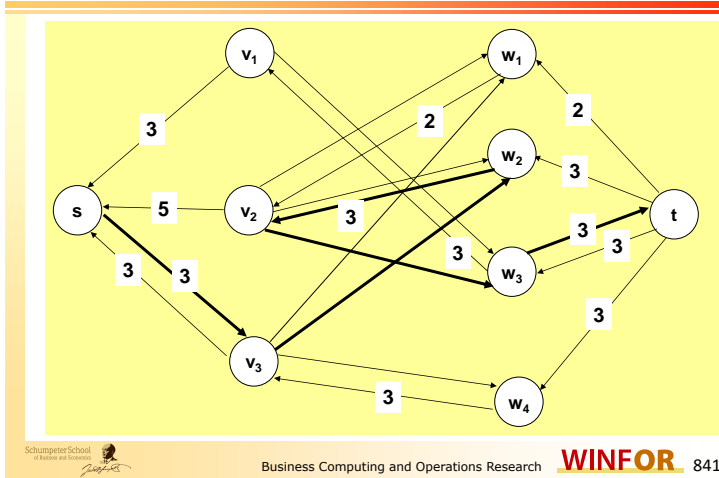 v1
w1
2
2
3
w2
3
s
5
v2
3
t
3
3
3
w3
3
3
3
v3
3
w4
Schumpeter School
of Business and Economics
Business Computing and Operations Research WINFOR 841